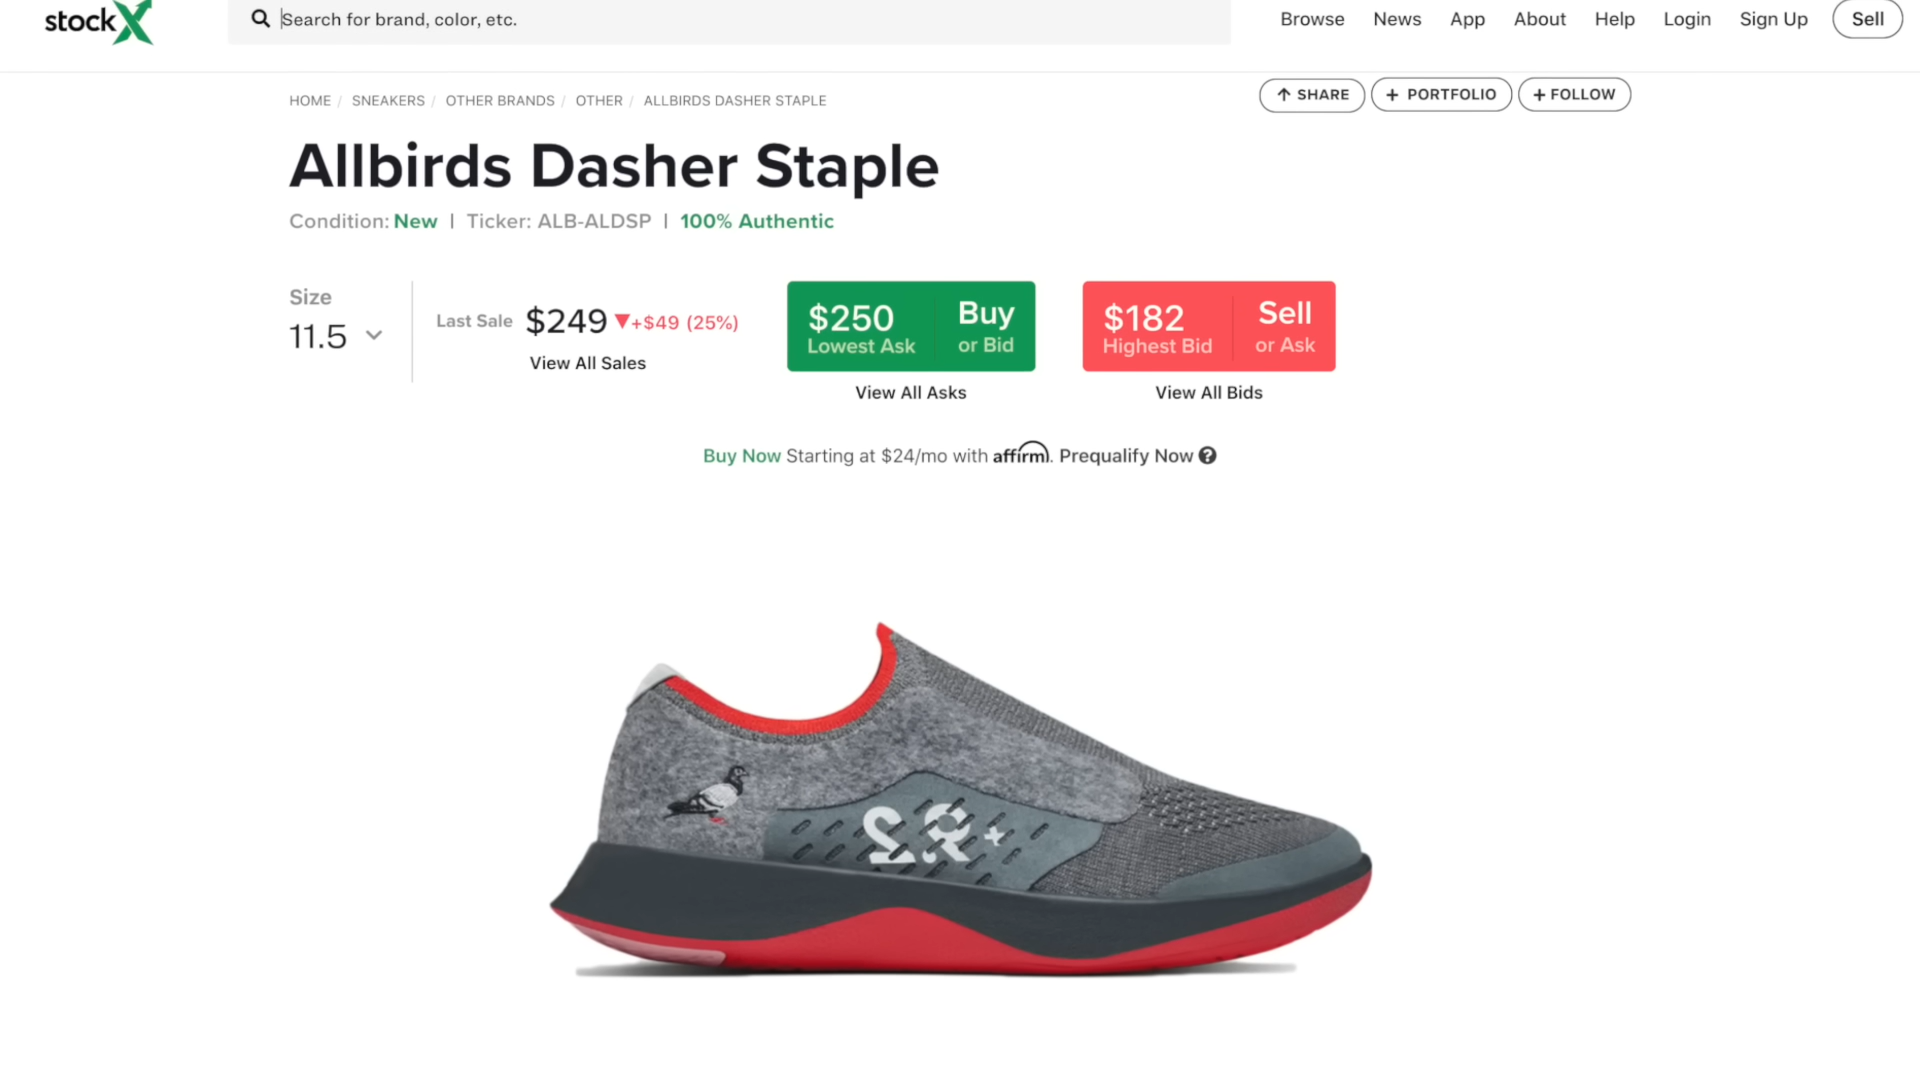 stockX
Search for brand, color, etc.
Browse News App About Help Login Sign Up Sell
HOME / SNEAKERS / OTHER BRANDS / OTHER / ALLBIRDS DASHER STAPLE
SHARE + PORTFOLIO + FOLLOW
Allbirds Dasher Staple
Condition: New | Ticker: ALB-ALDSP | 100% Authentic
Size
11.5
Last Sale $249 ▼+$49 (25%)
View All Sales
$250 Buy
Lowest Ask or Bid
View All Asks
$182 Sell
Highest Bid or Ask
View All Bids
Buy Now Starting at $24/mo with affirm. Prequalify Now ?